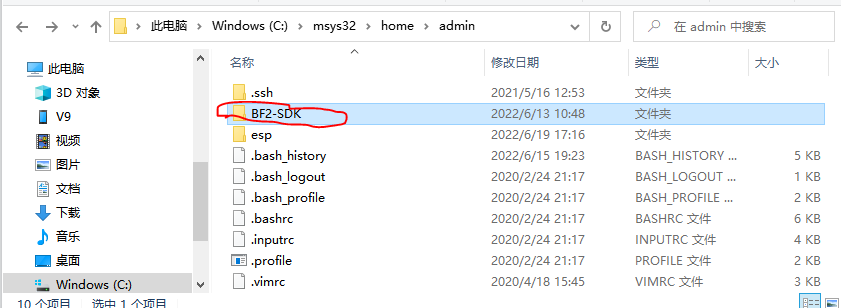 此电脑 > Windows (C:) > msys32 > home > admin
在 admin 中搜索
名称 修改日期 类型 大小
此电脑
3D 对象
V9
视频
图片
文档
下载
音乐
桌面
Windows (C:)
.ssh 2021/5/16 12:53 文件夹
BF2-SDK 2022/6/13 10:48 文件夹
esp 2022/6/19 17:16 文件夹
.bash_history 2022/6/15 19:23 BASH_HISTORY ... 5 KB
.bash_logout 2020/2/24 21:17 BASH_LOGOUT ... 1 KB
.bash_profile 2020/2/24 21:17 BASH_PROFILE ... 2 KB
.bashrc 2020/2/24 21:17 BASHRC 文件 6 KB
.inputrc 2020/2/24 21:17 INPUTRC 文件 4 KB
.profile 2020/2/24 21:17 PROFILE 文件 2 KB
.vimrc 2020/4/18 15:45 VIMRC 文件 2 KB
10 个项目 选中 1 个项目